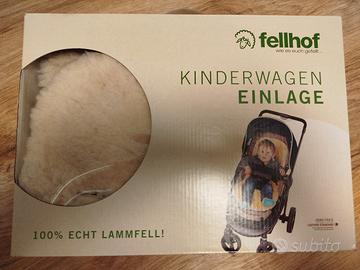 fellhof
wie es euch gefällt...
KINDERWAGEN
EINLAGE
100% ECHT LAMMFELL!
subito